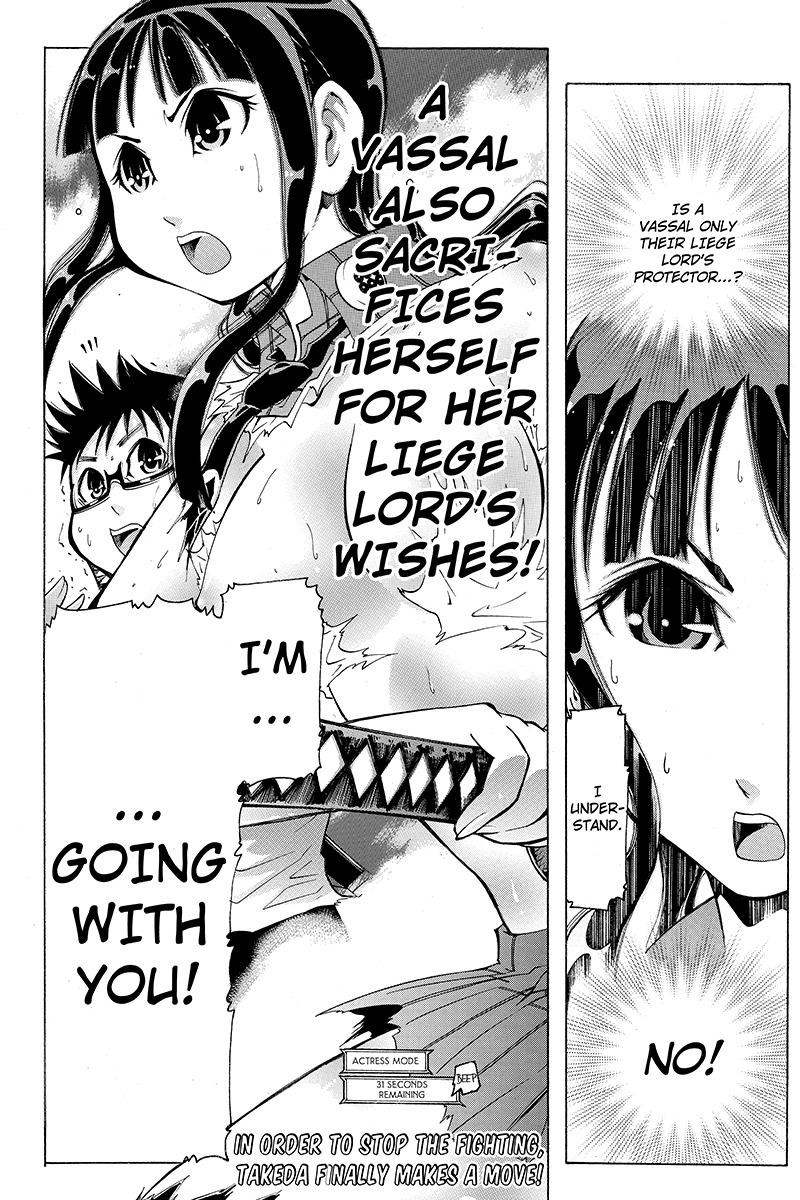 IS A
VASSAL ONLY
THEIR LIEGE
LORD'S
PROTECTOR...?
I
UNDER-
STAND.
NO!
A
VASSAL
ALSO
SACRI-
FICES
HERSELF
FOR HER
LIEGE
LORD'S
WISHES!
!!!
I'M
...
...
GOING
WITH
YOU!
ACTRESS MODE
31 SECONDS
REMAINING
BEEP
IN ORDER TO STOP THE FIGHTING,
TAKEDA FINALLY MAKES A MOVE!